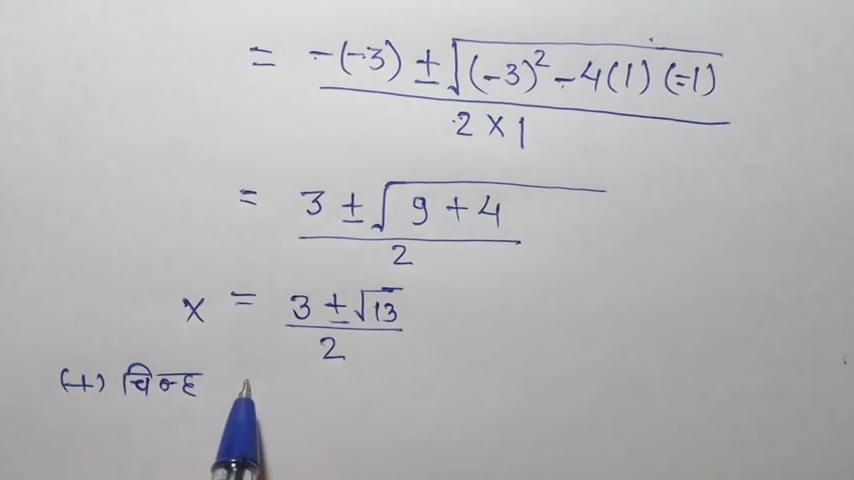 = -(-3) ± √(-3)² - 4(1)(-1)
2 × 1
= 3 ± √9 + 4
2
x = 3 ± √13
2
(+) चिन्ह